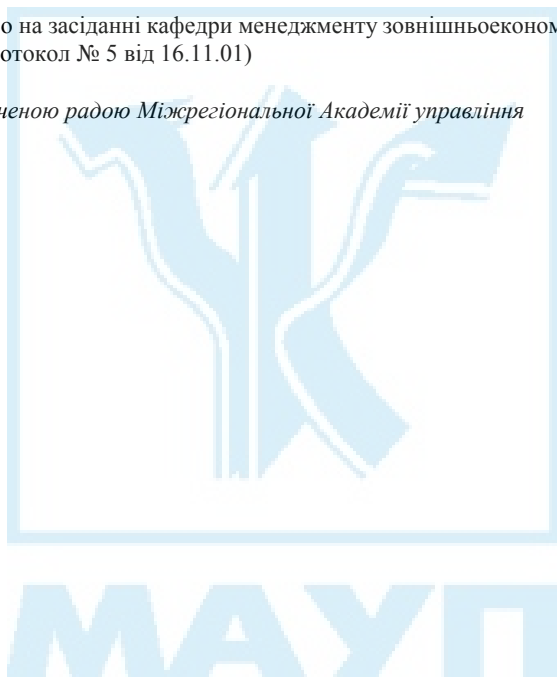 о на засіданні кафедри менеджменту зовнішньоеконом
отокол № 5 від 16.11.01)
ченою радою Міжрегіональної Академії управління
МАУП